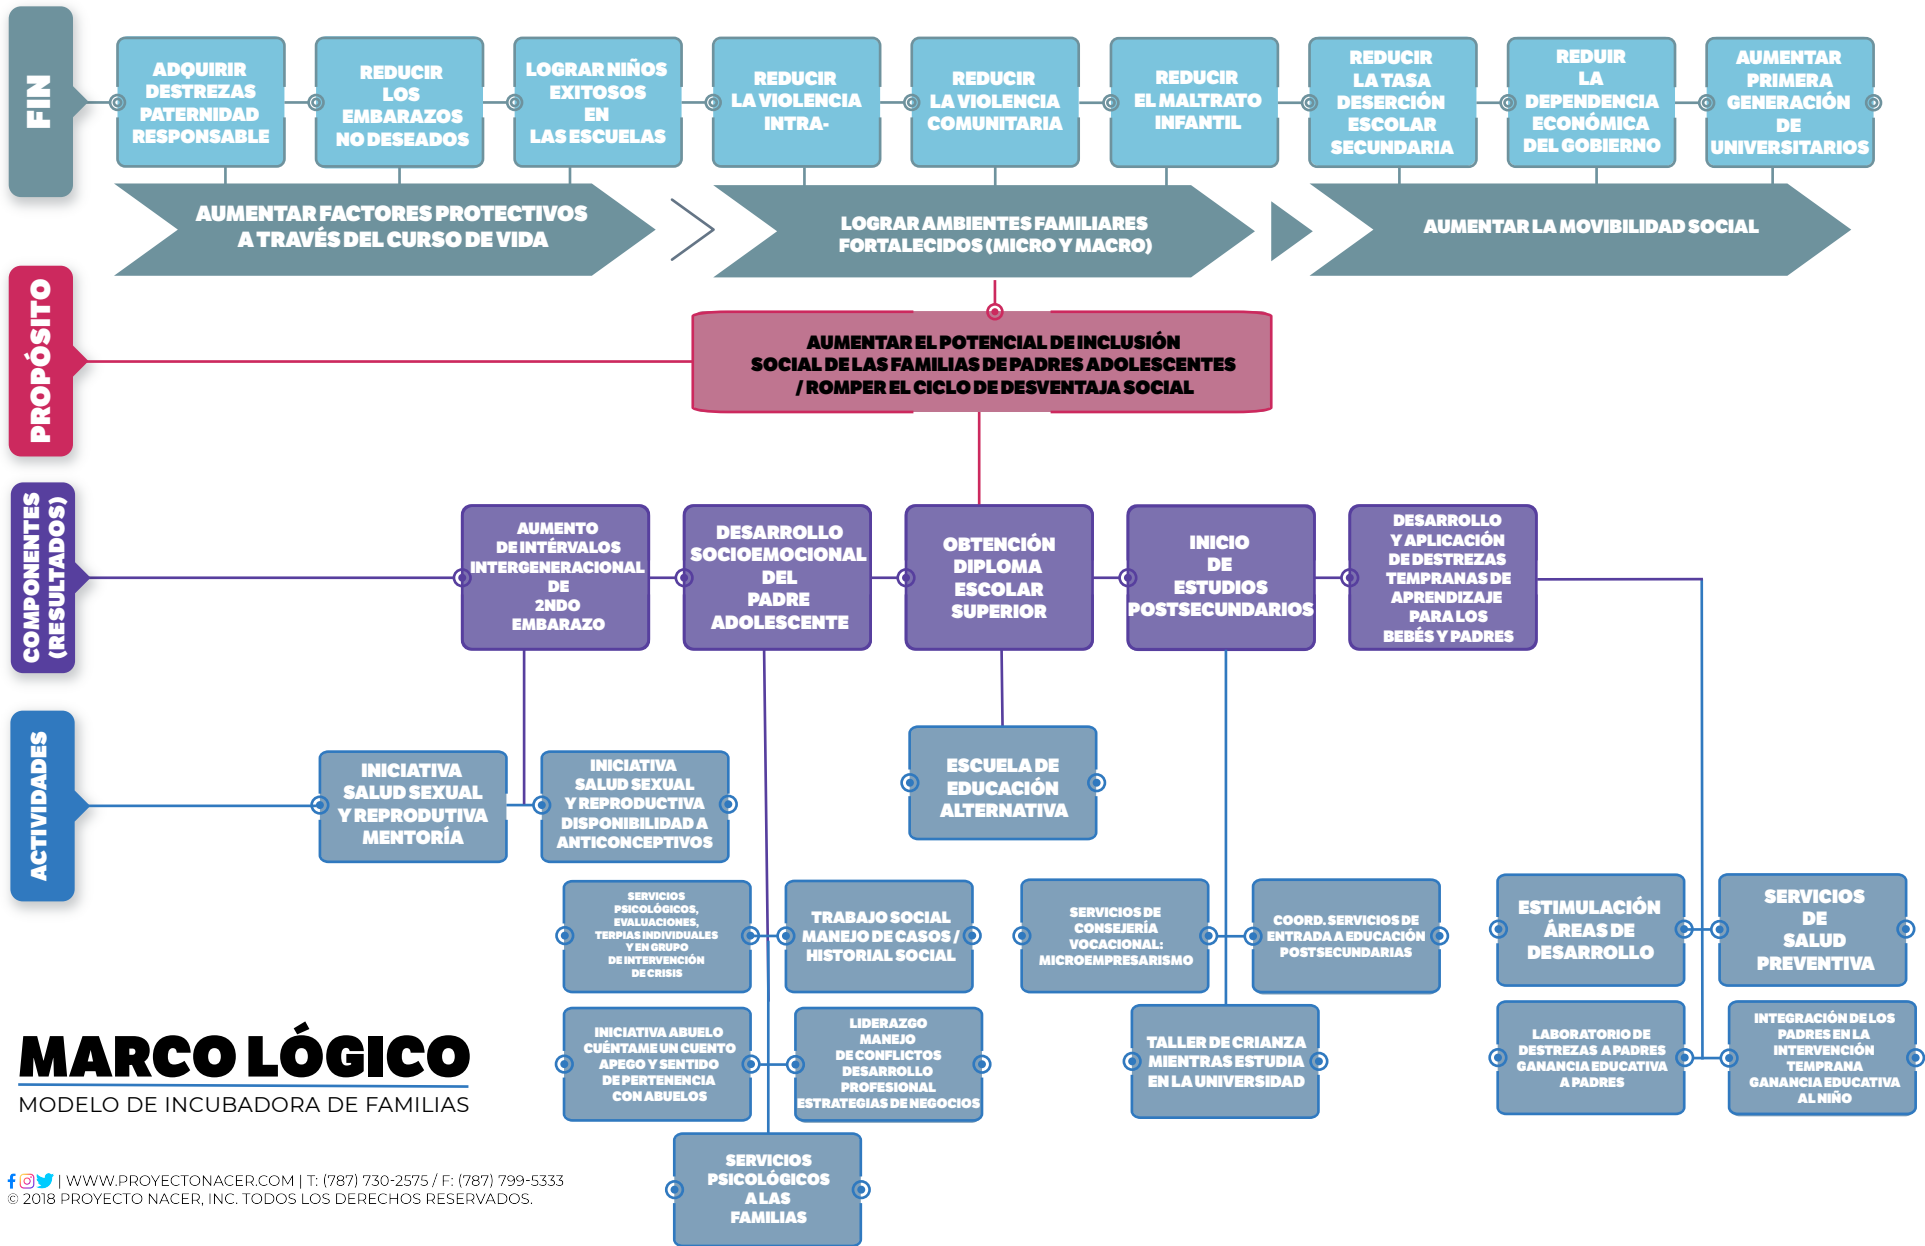 FIN
ADQUIRIR
DESTREZAS
PATERNIDAD
RESPONSABLE
REDUCIR
LOS
EMBARAZOS
NO DESEADOS
LOGRAR NIÑOS
EXITOSOS
EN
LAS ESCUELAS
REDUCIR
LA VIOLENCIA
INTRA-
REDUCIR
LA VIOLENCIA
COMUNITARIA
REDUCIR
EL MALTRATO
INFANTIL
REDUCIR
LA TASA
DESERCIÓN
ESCOLAR
SECUNDARIA
REDUIR
LA
DEPENDENCIA
ECONÓMICA
DEL GOBIERNO
AUMENTAR
PRIMERA
GENERACIÓN
DE
UNIVERSITARIOS
AUMENTAR FACTORES PROTECTIVOS
A TRAVÉS DEL CURSO DE VIDA
LOGRAR AMBIENTES FAMILIARES
FORTALECIDOS (MICRO Y MACRO)
AUMENTAR LA MOVIBILIDAD SOCIAL
PROPÓSITO
AUMENTAR EL POTENCIAL DE INCLUSIÓN
SOCIAL DE LAS FAMILIAS DE PADRES ADOLESCENTES
/ ROMPER EL CICLO DE DESVENTAJA SOCIAL
COMPONENTES
(RESULTADOS)
AUMENTO
DE INTÉRVALOS
INTERGENERACIONAL
DE
2NDO
EMBARAZO
DESARROLLO
SOCIOEMOCIONAL
DEL
PADRE
ADOLESCENTE
OBTENCIÓN
DIPLOMA
ESCOLAR
SUPERIOR
INICIO
DE
ESTUDIOS
POSTSECUNDARIOS
DESARROLLO
Y APLICACIÓN
DE DESTREZAS
TEMPRANAS DE
APRENDIZAJE
PARA LOS
BEBÉS Y PADRES
ACTIVIDADES
INICIATIVA
SALUD SEXUAL
Y REPRODUTIVA
MENTORÍA
INICIATIVA
SALUD SEXUAL
Y REPRODUCTIVA
DISPONIBILIDAD A
ANTICONCEPTIVOS
ESCUELA DE
EDUCACIÓN
ALTERNATIVA
SERVICIOS
PSICOLÓGICOS,
EVALUACIONES,
TERPIAS INDIVIDUALES
Y EN GRUPO
DE INTERVENCIÓN
DE CRISIS
TRABAJO SOCIAL
MANEJO DE CASOS /
HISTORIAL SOCIAL
SERVICIOS DE
CONSEJERÍA
VOCACIONAL:
MICROEMPRESARISMO
COORD. SERVICIOS DE
ENTRADA A EDUCACIÓN
POSTSECUNDARIAS
ESTIMULACIÓN
ÁREAS DE
DESARROLLO
SERVICIOS
DE
SALUD
PREVENTIVA
INICIATIVA ABUELO
CUÉNTAME UN CUENTO
APEGO Y SENTIDO
DE PERTENENCIA
CON ABUELOS
LIDERAZGO
MANEJO
DE CONFLICTOS
DESARROLLO
PROFESIONAL
ESTRATEGIAS DE NEGOCIOS
TALLER DE CRIANZA
MIENTRAS ESTUDIA
EN LA UNIVERSIDAD
LABORATORIO DE
DESTREZAS A PADRES
GANANCIA EDUCATIVA
A PADRES
INTEGRACIÓN DE LOS
PADRES EN LA
INTERVENCIÓN
TEMPRANA
GANANCIA EDUCATIVA
AL NIÑO
SERVICIOS
PSICOLÓGICOS
A LAS
FAMILIAS
MARCO LÓGICO
MODELO DE INCUBADORA DE FAMILIAS
| WWW.PROYECTONACER.COM | T: (787) 730-2575 / F: (787) 799-5333
© 2018 PROYECTO NACER, INC. TODOS LOS DERECHOS RESERVADOS.